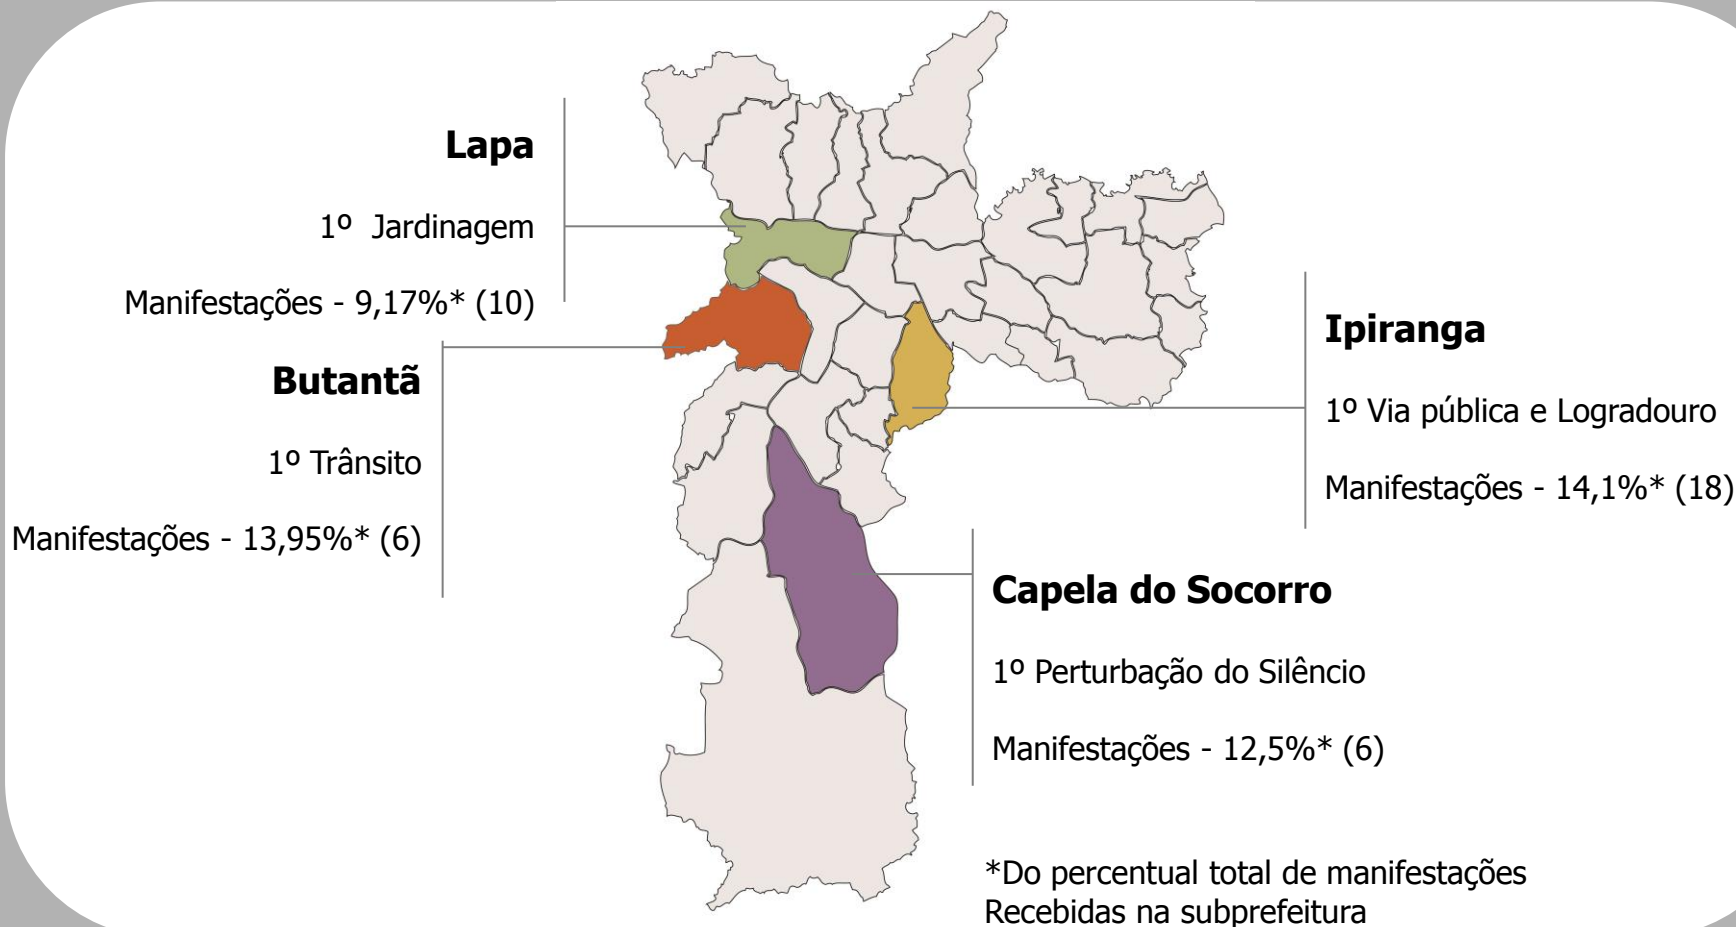 Lapa
1º  Jardinagem
Manifestações - 9,17%* (10)
Butantã
1º Trânsito
Manifestações - 13,95%* (6)
Ipiranga
1º Via pública e Logradouro
Manifestações - 14,1%* (18)
Capela do Socorro
1º Perturbação do Silêncio
Manifestações - 12,5%* (6)
*Do percentual total de manifestações
Recebidas na subprefeitura